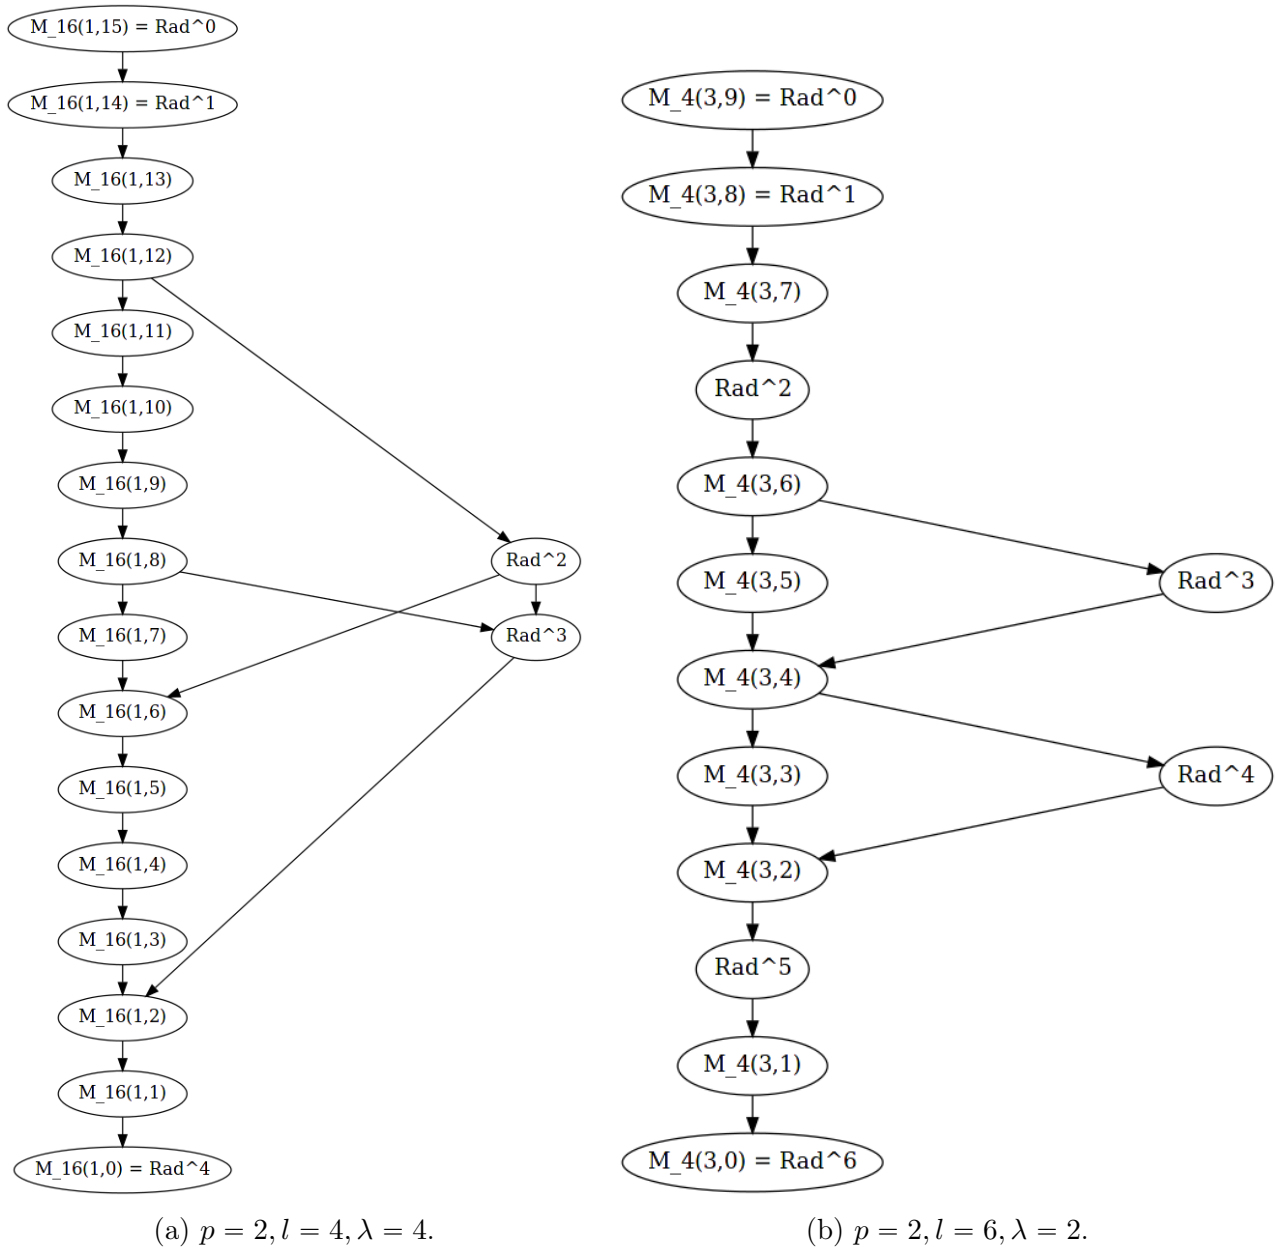 M_16(1,15) = Rad^0
M_16(1,14) = Rad^1
M_16(1,13)
M_16(1,12)
M_16(1,11)
M_16(1,10)
M_16(1,9)
M_16(1,8)
Rad^2
M_16(1,7)
Rad^3
M_16(1,6)
M_16(1,5)
M_16(1,4)
M_16(1,3)
M_16(1,2)
M_16(1,1)
M_16(1,0) = Rad^4
(a) p = 2, l = 4, λ = 4.
M_4(3,9) = Rad^0
M_4(3,8) = Rad^1
M_4(3,7)
Rad^2
M_4(3,6)
M_4(3,5)
Rad^3
M_4(3,4)
M_4(3,3)
Rad^4
M_4(3,2)
Rad^5
M_4(3,1)
M_4(3,0) = Rad^6
(b) p = 2, l = 6, λ = 2.